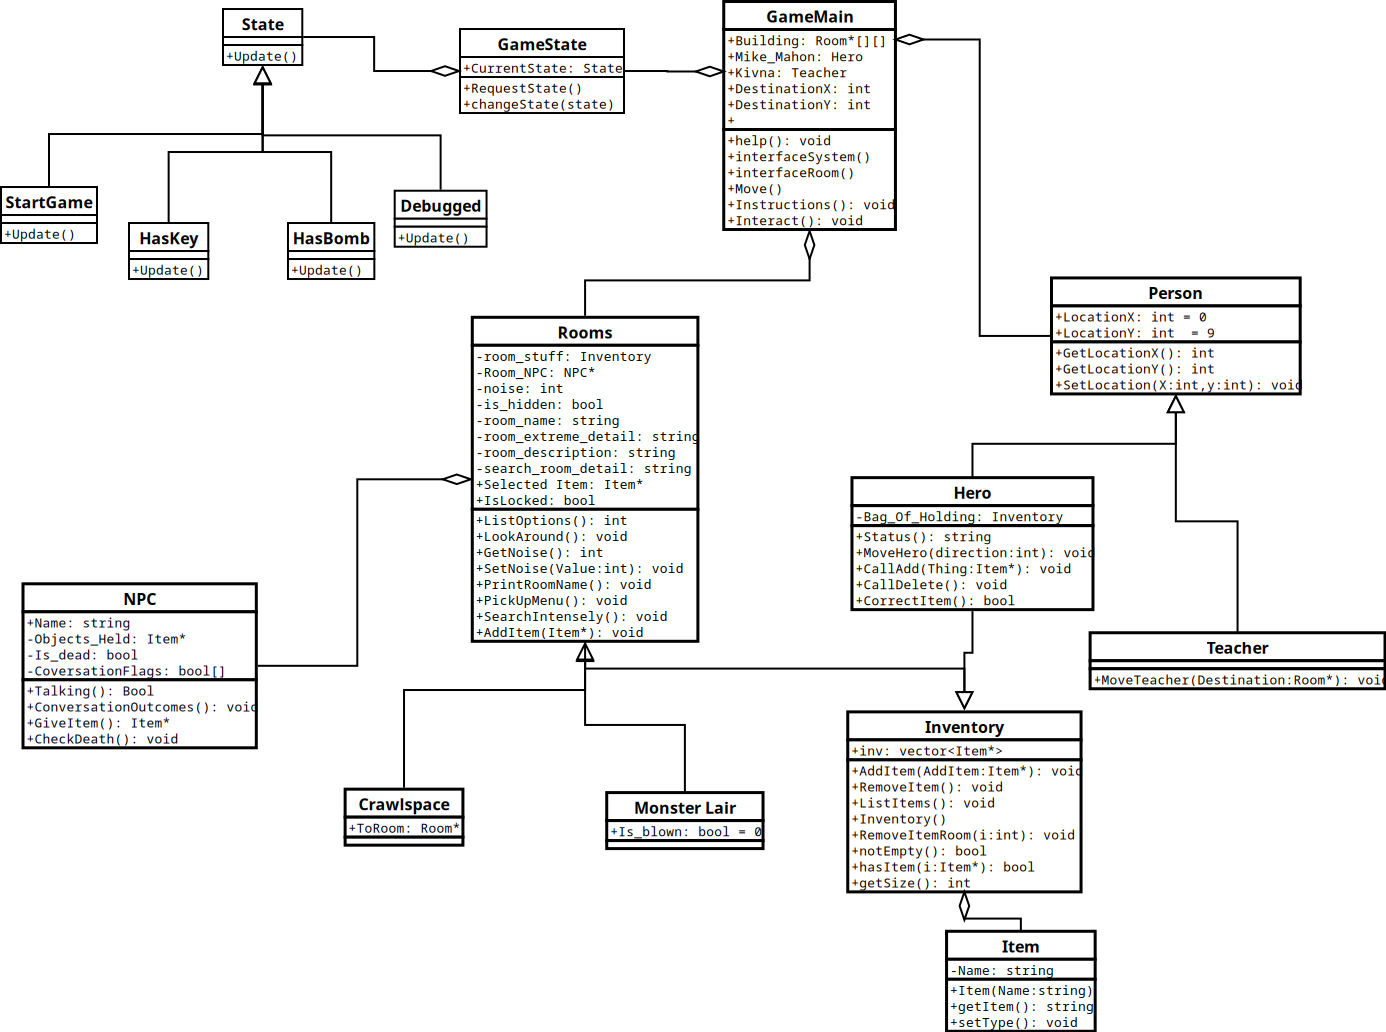 State
+Update()
GameState
+CurrentState: State
+RequestState()
+changeState(state)
GameMain
+Building: Room*[][]
+Mike_Mahon: Hero
+Kivna: Teacher
+DestinationX: int
+DestinationY: int
+
+help(): void
+interfaceSystem()
+interfaceRoom()
+Move()
+Instructions(): void
+Interact(): void
StartGame
+Update()
HasKey
+Update()
HasBomb
+Update()
Debugged
+Update()
Person
+LocationX: int = 0
+LocationY: int  = 9
+GetLocationX(): int
+GetLocationY(): int
+SetLocation(X:int,y:int): void
Rooms
-room_stuff: Inventory
-Room_NPC: NPC*
-noise: int
-is_hidden: bool
-room_name: string
-room_extreme_detail: string
-room_description: string
-search_room_detail: string
+Selected Item: Item*
+IsLocked: bool
+ListOptions(): int
+LookAround(): void
+GetNoise(): int
+SetNoise(Value:int): void
+PrintRoomName(): void
+PickUpMenu(): void
+SearchIntensely(): void
+AddItem(Item*): void
Hero
-Bag_Of_Holding: Inventory
+Status(): string
+MoveHero(direction:int): void
+CallAdd(Thing:Item*): void
+CallDelete(): void
+CorrectItem(): bool
NPC
+Name: string
-Objects_Held: Item*
-Is_dead: bool
-CoversationFlags: bool[]
+Talking(): Bool
+ConversationOutcomes(): void
+GiveItem(): Item*
+CheckDeath(): void
Teacher
+MoveTeacher(Destination:Room*): void
Crawlspace
+ToRoom: Room*
Monster Lair
+Is_blown: bool = 0
Inventory
+inv: vector<Item*>
+AddItem(AddItem:Item*): void
+RemoveItem(): void
+ListItems(): void
+Inventory()
+RemoveItemRoom(i:int): void
+notEmpty(): bool
+hasItem(i:Item*): bool
+getSize(): int
Item
-Name: string
+Item(Name:string)
+getItem(): string
+setType(): void